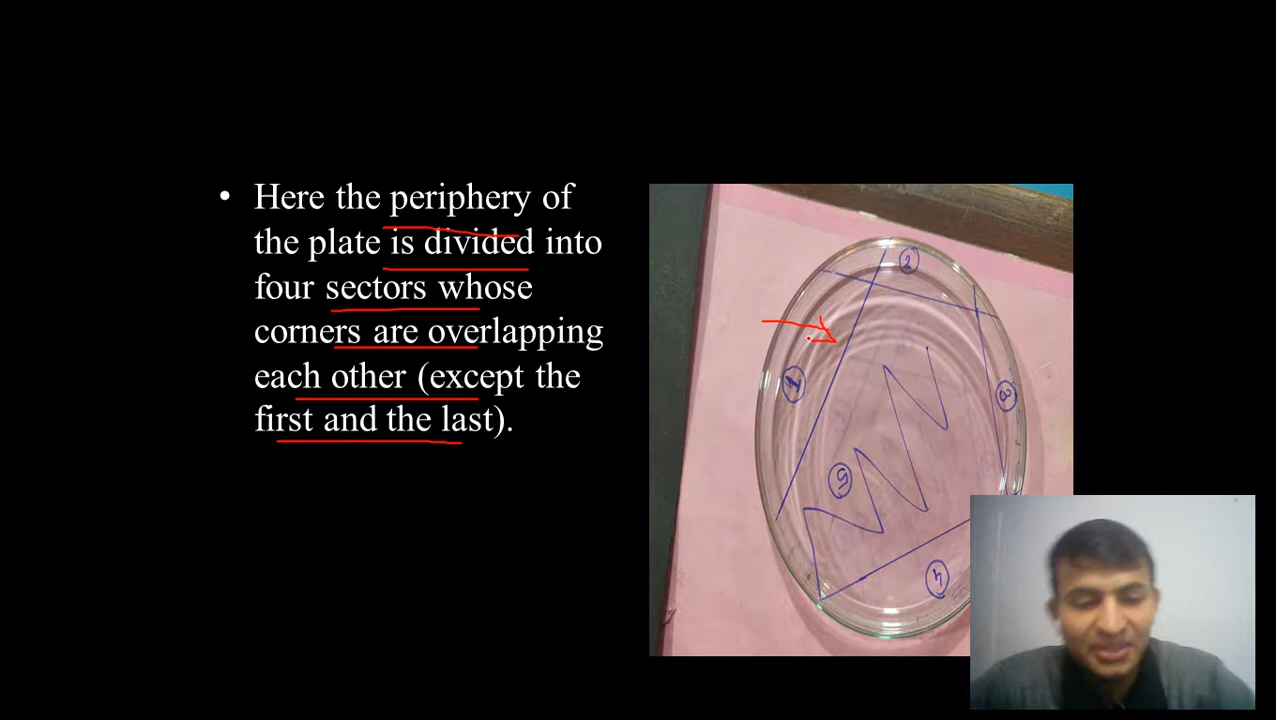 • Here the periphery of
the plate is divided into
four sectors whose
corners are overlapping
each other (except the
first and the last).
2
1
3
5
4